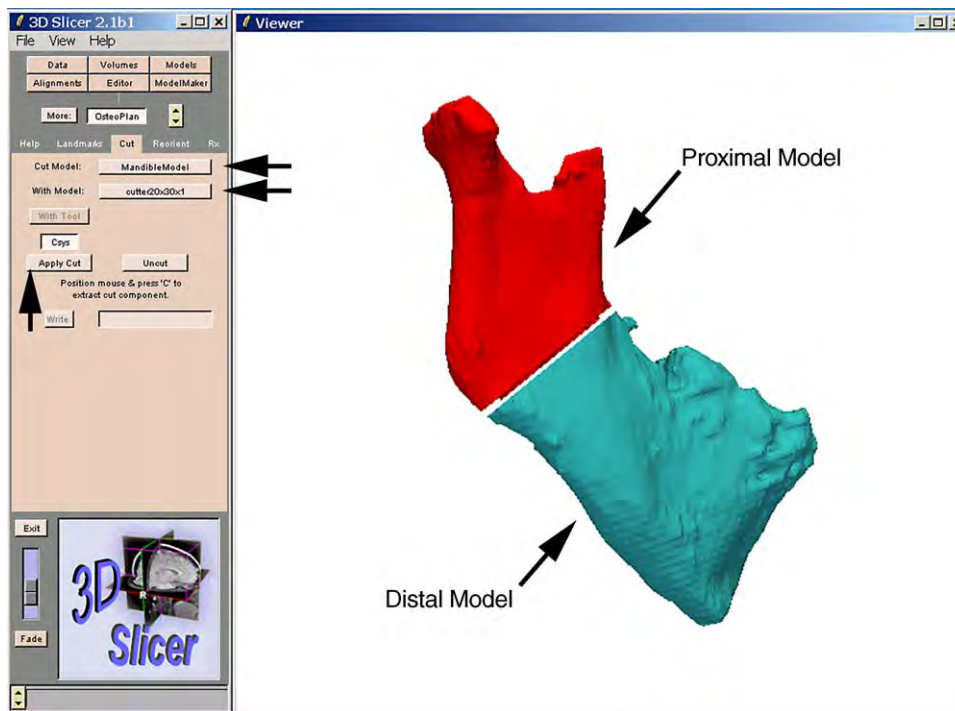 3D Slicer 2.1b1
File View Help
Data Volumes Models
Alignments Editor ModelMaker
More: OsteoPlan
Help Landmarks Cut Reorient Rx
Cut Model: MandibleModel
With Model: cutter20x30x1
With Tool
Csys
Apply Cut Uncut
Position mouse & press 'C' to
extract cut component.
Write
Exit
Fade
3D
R
Slicer
Viewer
Proximal Model
Distal Model